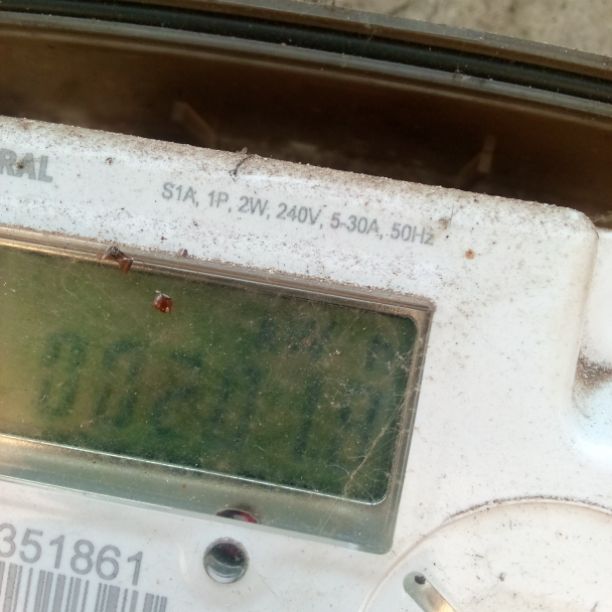 RAL
S1A, 1P, 2W, 240V, 5-30A, 50Hz
351861